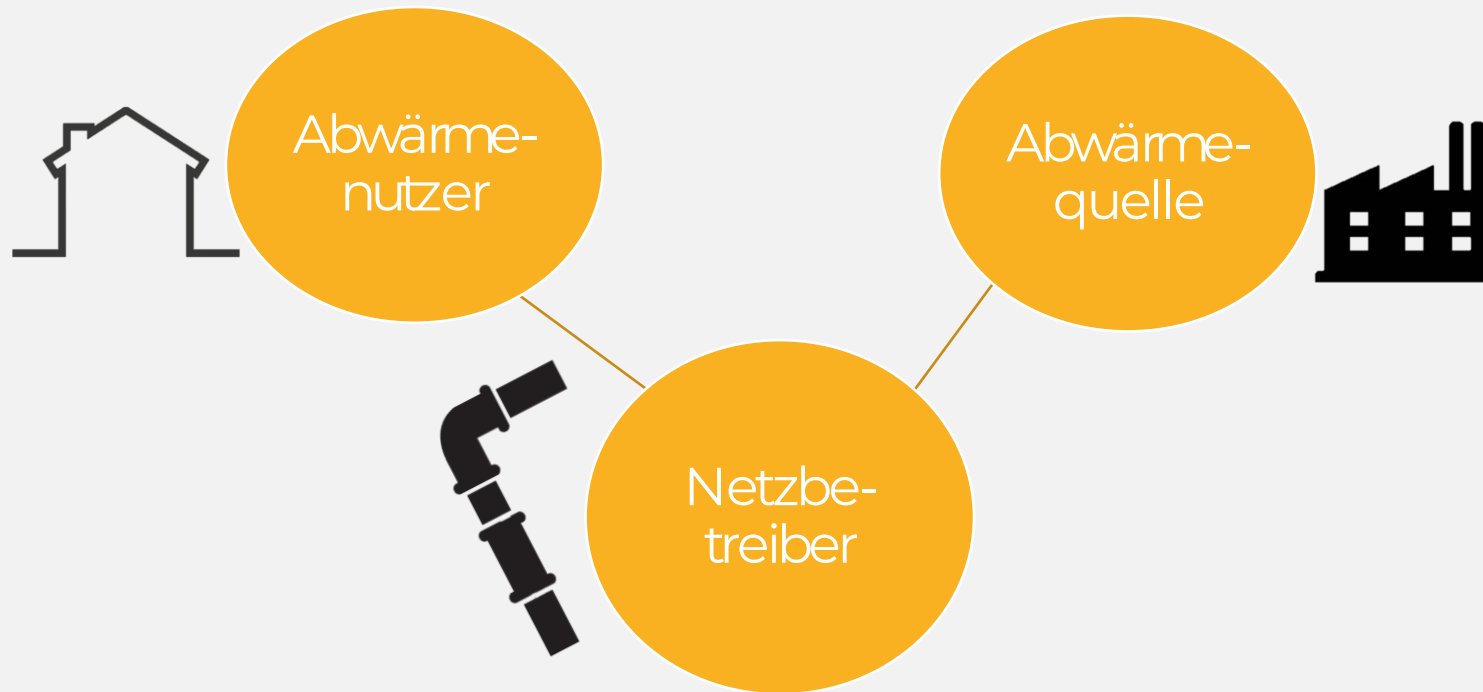 Abwärme-
nutzer
Abwärme-
quelle
Netzbe-
treiber